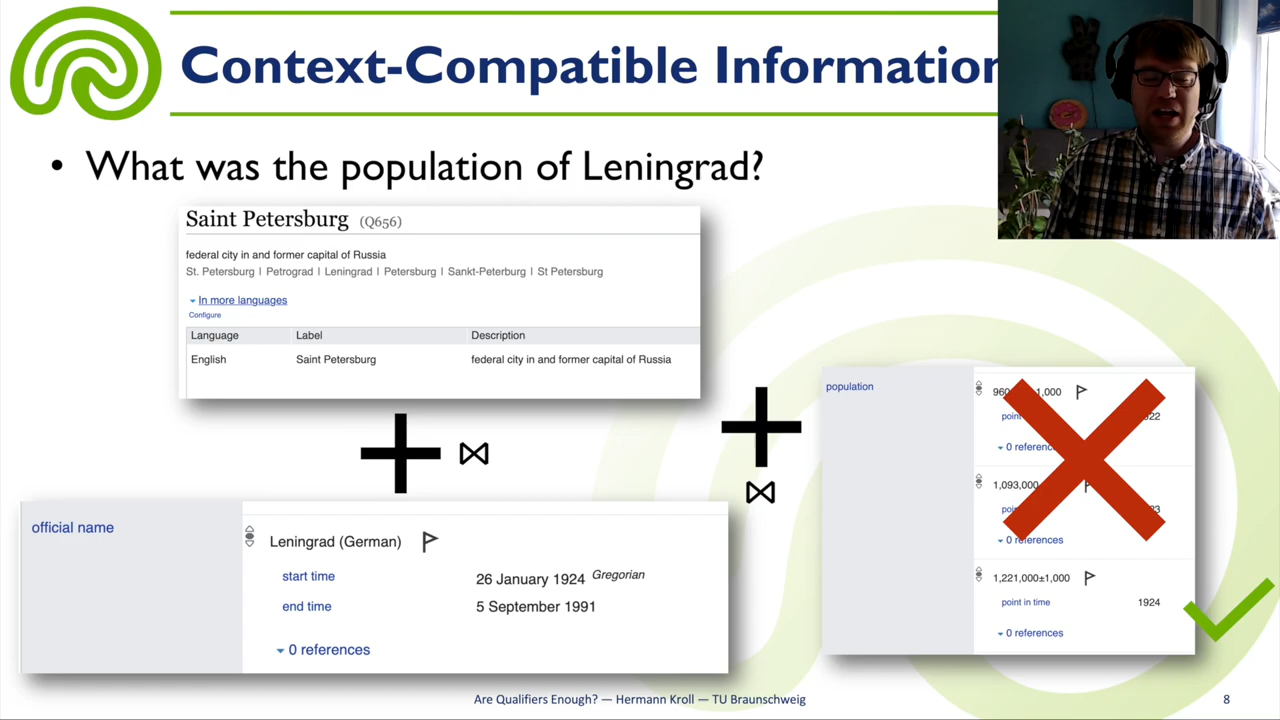 Context-Compatible Information
• What was the population of Leningrad?
Saint Petersburg (Q656)
federal city in and former capital of Russia
St. Petersburg | Petrograd | Leningrad | Petersburg | Sankt-Peterburg | St Petersburg
In more languages
Configure
Language Label Description
English Saint Petersburg federal city in and former capital of Russia
official name
Leningrad (German)
start time 26 January 1924 Gregorian
end time 5 September 1991
0 references
population
1,000
0 references
1,093,000
0 references
1,221,000±1,000
point in time 1924
0 references
Are Qualifiers Enough? — Hermann Kroll — TU Braunschweig
8